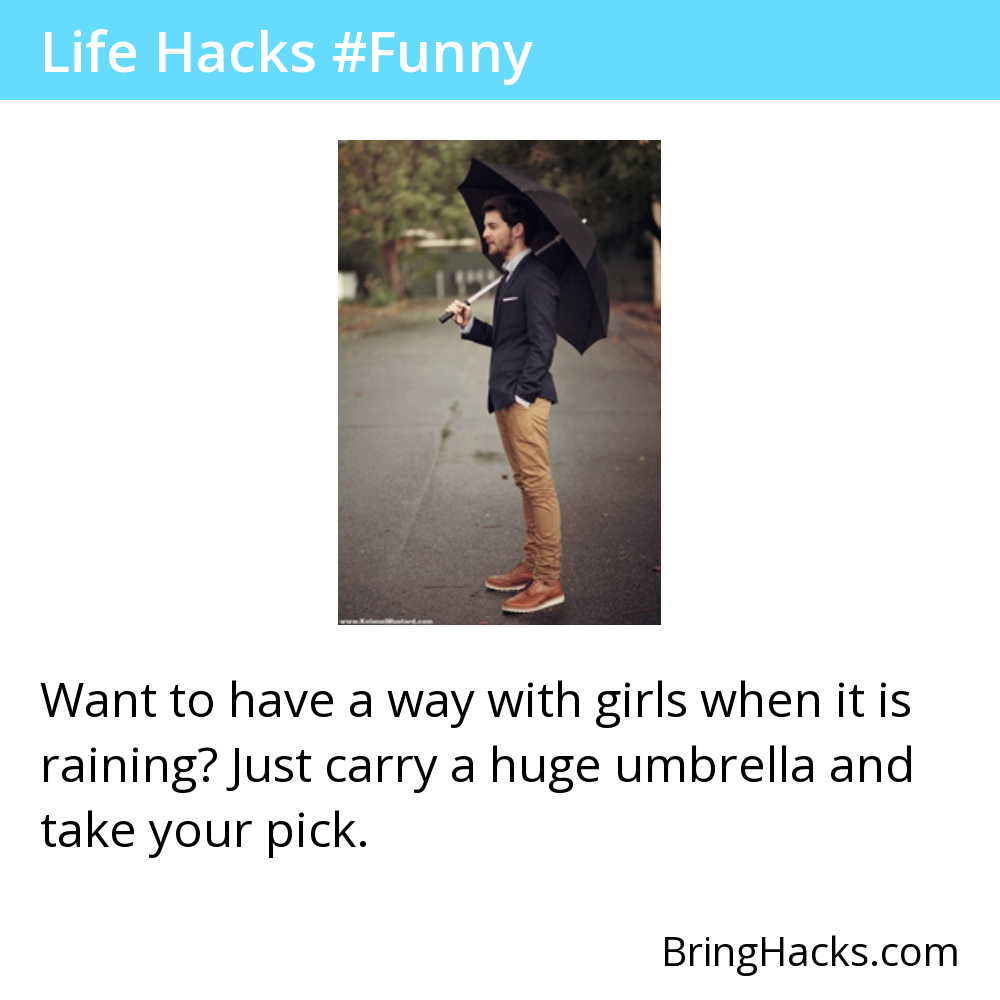 Life Hacks #Funny
Want to have a way with girls when it is
raining? Just carry a huge umbrella and
take your pick.
BringHacks.com